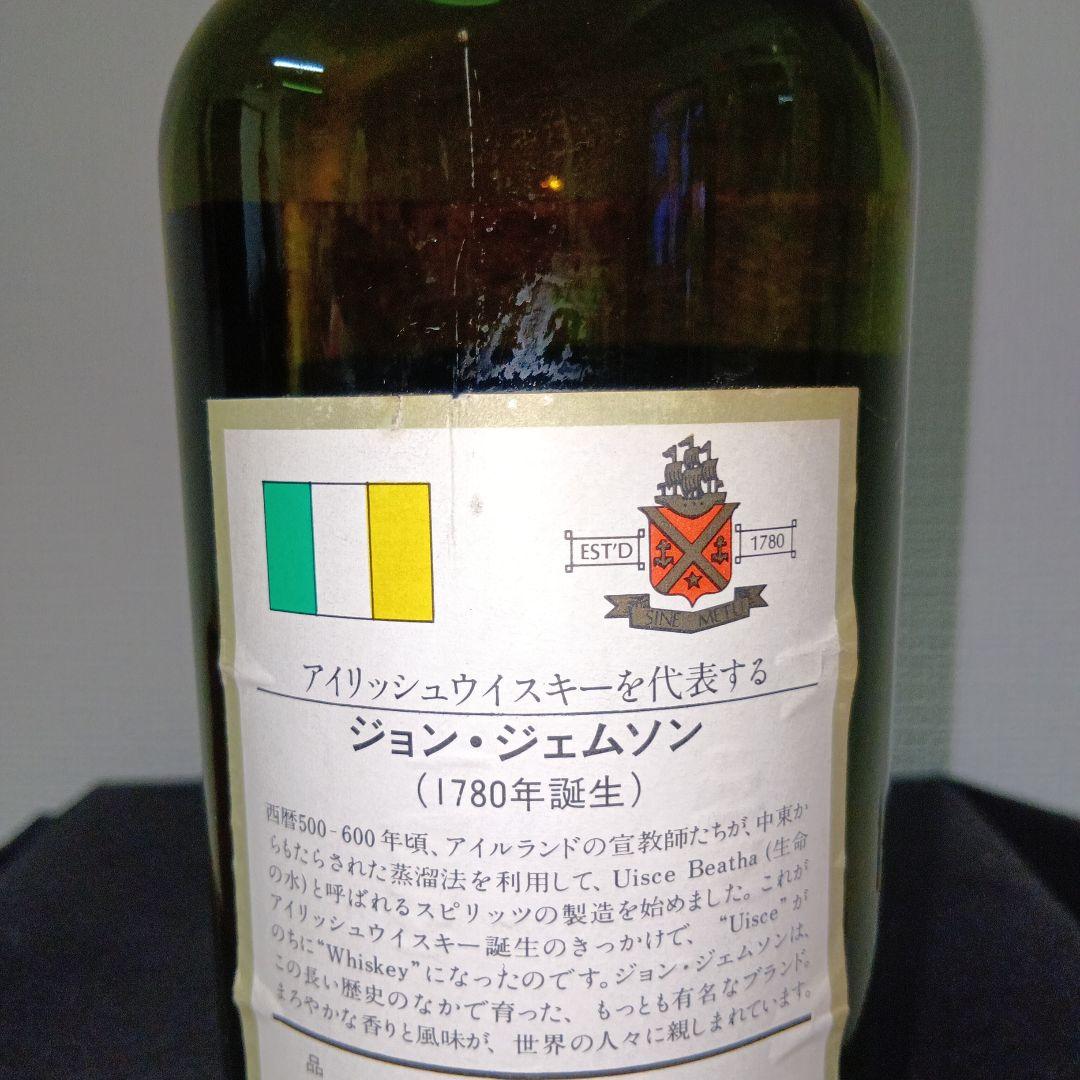 EST'D 1780
SINE METU
アイリッシュウイスキーを代表する
ジョン・ジェムソン
(1780年誕生)
西暦500-600年頃、アイルランドの宣教師たちが、中東か
らもたらされた蒸溜法を利用して、Uisce Beatha(生命
の水)と呼ばれるスピリッツの製造を始めました。これが
アイリッシュウイスキー誕生のきっかけで、“Uisce”が
のちに“Whiskey”になったのです。ジョン・ジェムソンは、
この長い歴史のなかで育った、もっとも有名なブランド。
まろやかな香りと風味が、世界の人々に親しまれています。
品